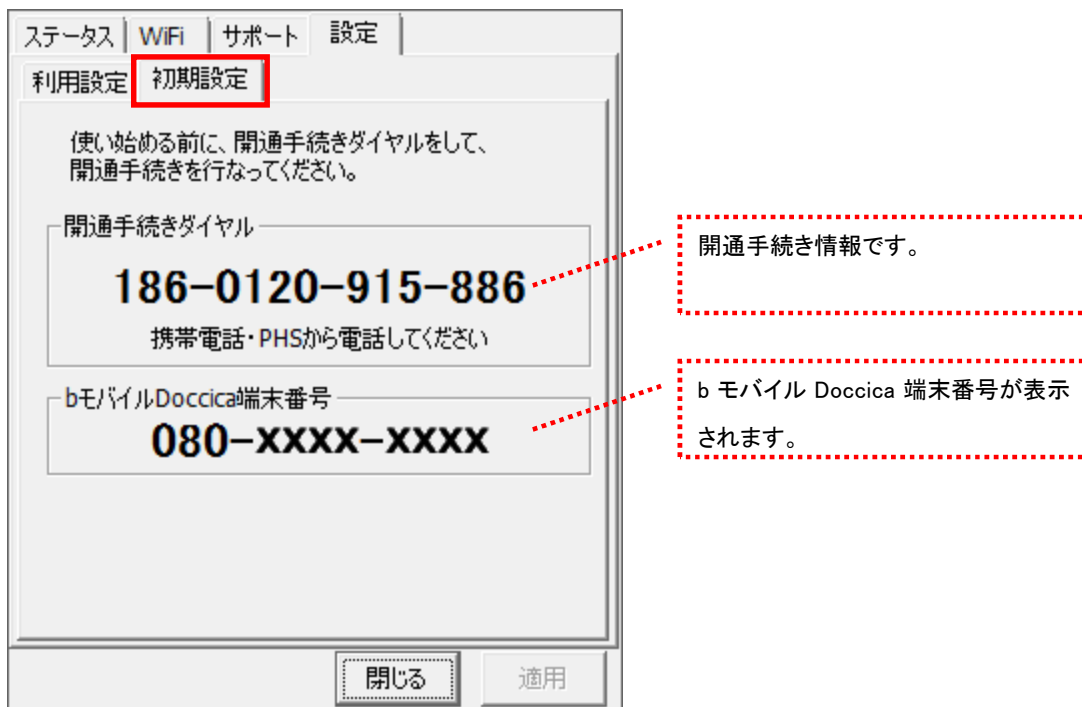 ステータス WiFi サポート 設定
利用設定 初期設定
使い始める前に、開通手続きダイヤルをして、
開通手続きを行なってください。
開通手続きダイヤル
186-0120-915-886
携帯電話・PHSから電話してください
開通手続き情報です。
bモバイルDoccica端末番号
080-xxxx-xxxx
b モバイル Doccica 端末番号が表示
されます。
閉じる 適用